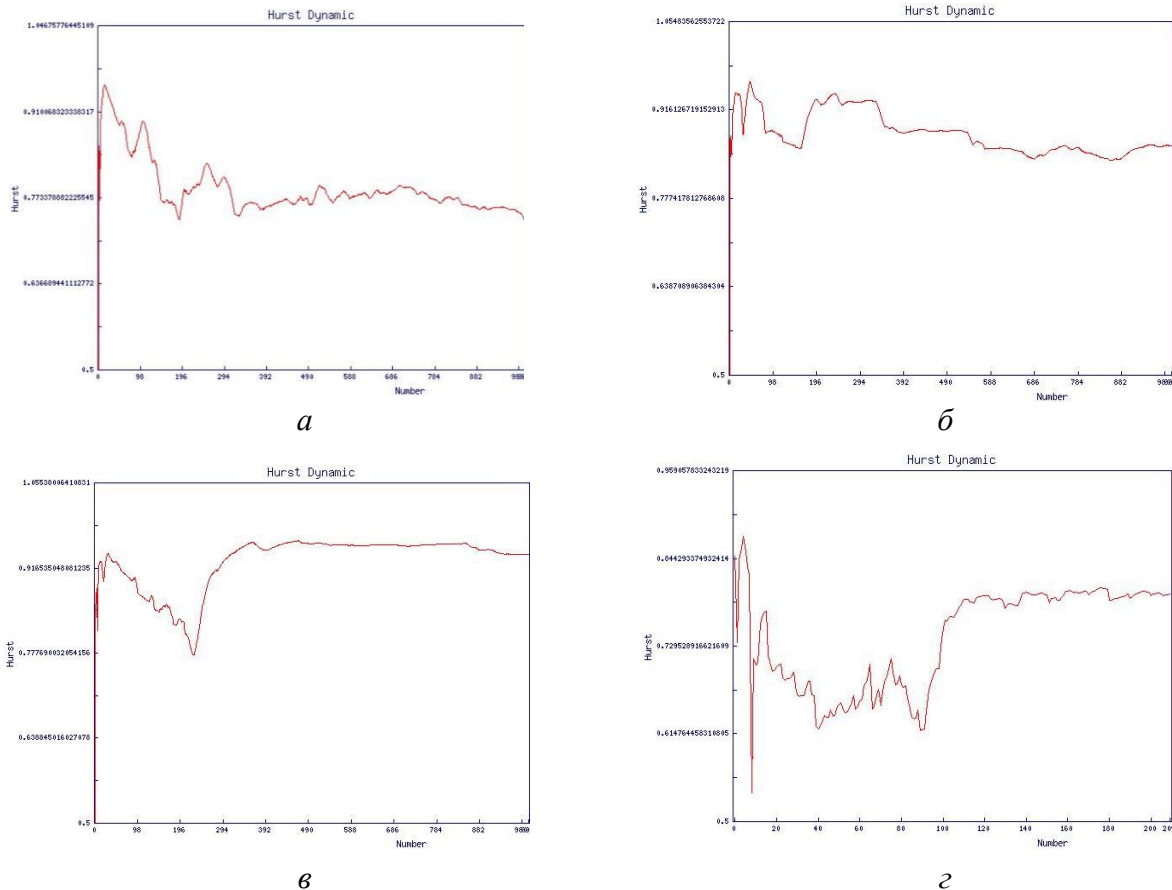 Hurst Dynamic
1.04675776445109
0.910068323338317
0.773378882225545
0.636689441112772
0.5
Hurst
0 98 196 294 392 490 588 686 784 882
Number
а
Hurst Dynamic
1.05483562553722
0.916126719152913
0.777417812768608
0.638708906384304
0.5
Hurst
0 98 196 294 392 490 588 686 784 882
Number
б
Hurst Dynamic
1.05538006410831
0.916535048081235
0.777690032054156
0.638845016027078
0.5
Hurst
0 98 196 294 392 490 588 686 784 882
Number
в
Hurst Dynamic
0.959057833243219
0.844293374932414
0.729528916621609
0.614764458310805
0.5
Hurst
0 20 40 60 80 100 120 140 160 180 200
Number
г